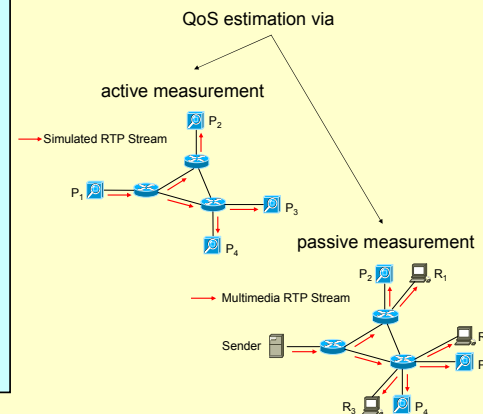 QoS estimation via
active measurement
P2
Simulated RTP Stream
P1
P3
P4
passive measurement
P2
R1
Multimedia RTP Stream
Sender
R
P
R3
P4